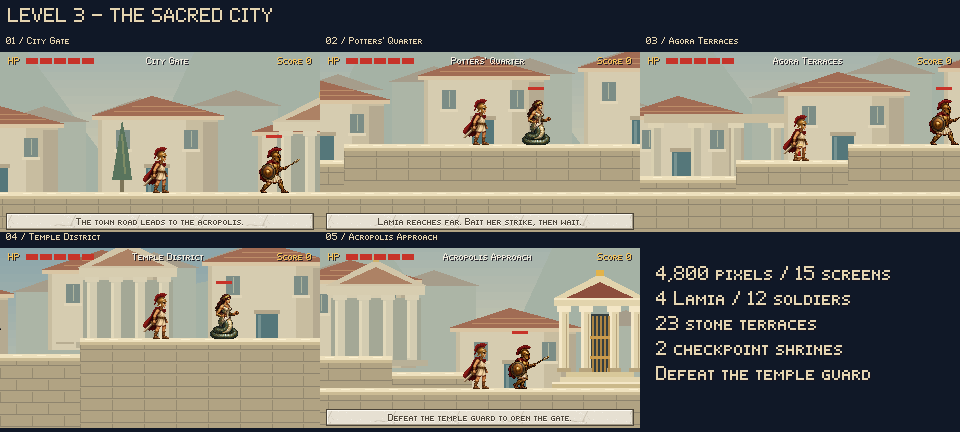 LEVEL 3 – THE SACRED CITY
01 / City Gate
HP City Gate Score 0
The town road leads to the acropolis.
02 / Potters' Quarter
HP Potters' Quarter Score 0
Lamia reaches far. Bait her strike, then wait.
03 / Agora Terraces
HP Agora Terraces Score 0
04 / Temple District
HP Temple District Score 0
05 / Acropolis Approach
HP Acropolis Approach Score 0
Defeat the temple guard to open the gate.
4,800 pixels / 15 screens
4 Lamia / 12 soldiers
23 stone terraces
2 checkpoint shrines
Defeat the temple guard